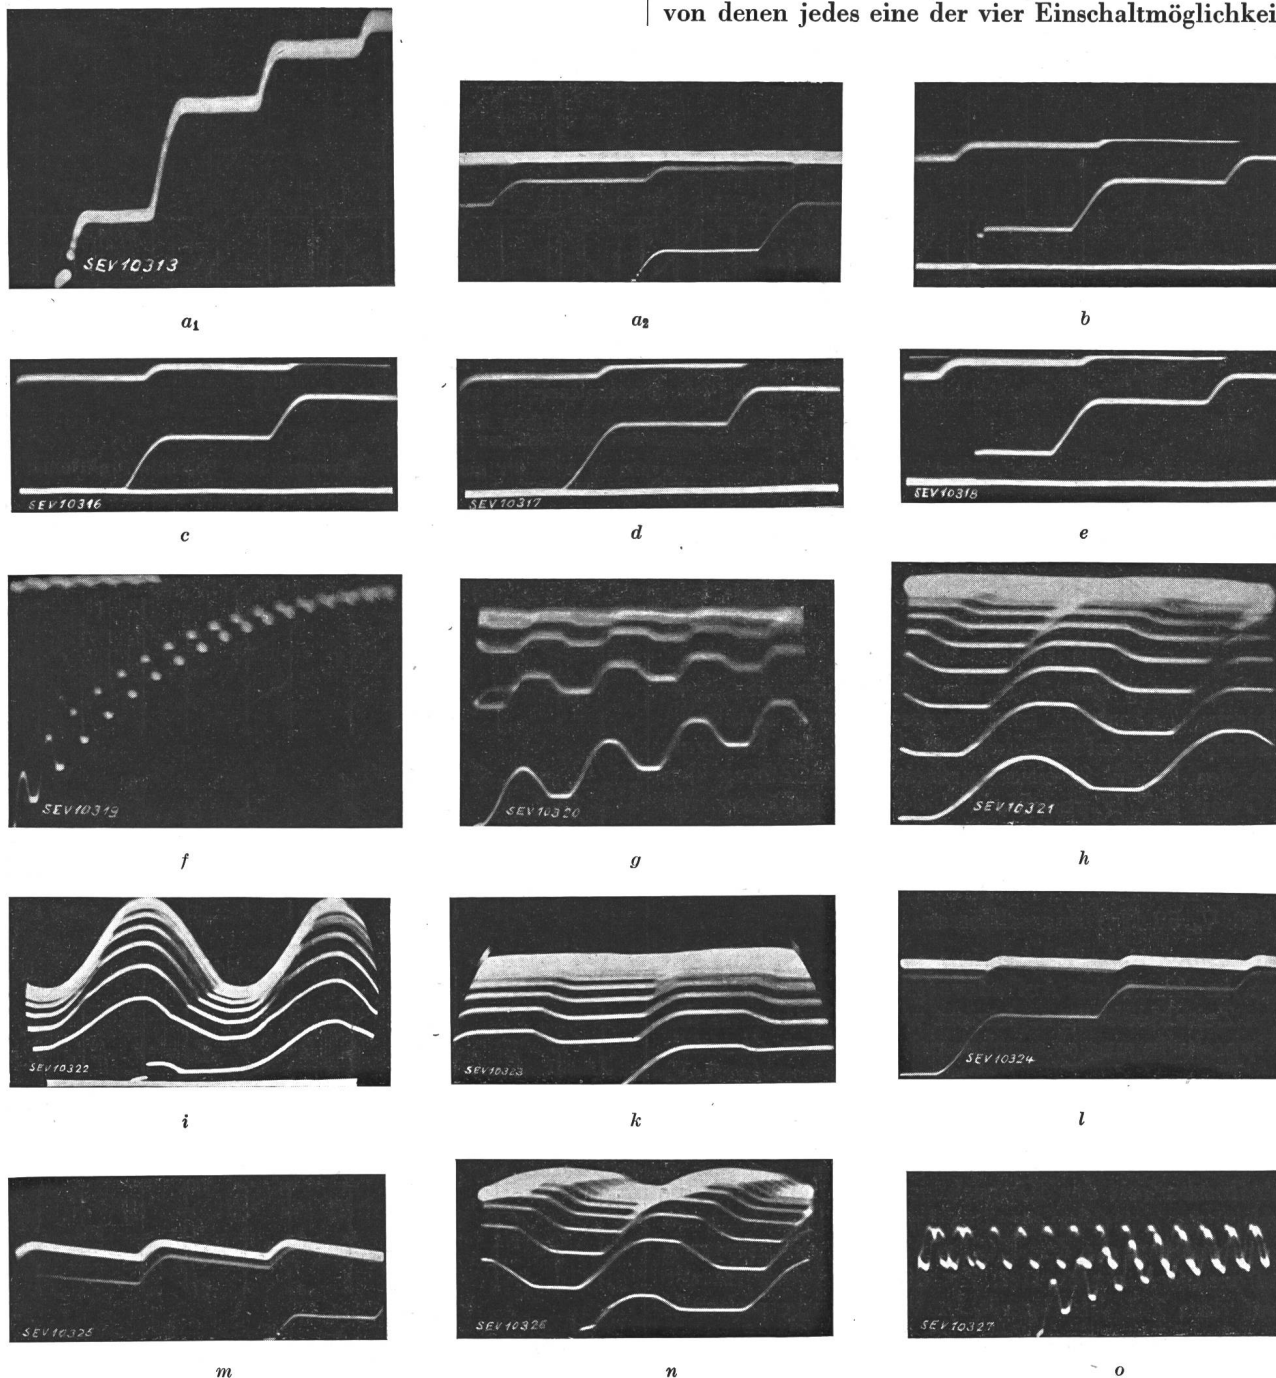 von denen jedes eine der vier Einschaltmöglichkei
SEV10313
a₁
a₂
b
SEV10316
c
SEV10317
d
SEV10318
e
SEV10319
f
SEV10320
g
SEV10321
h
SEV10322
i
SEV10323
k
SEV10324
l
SEV10325
m
SEV10326
n
SEV10327
o